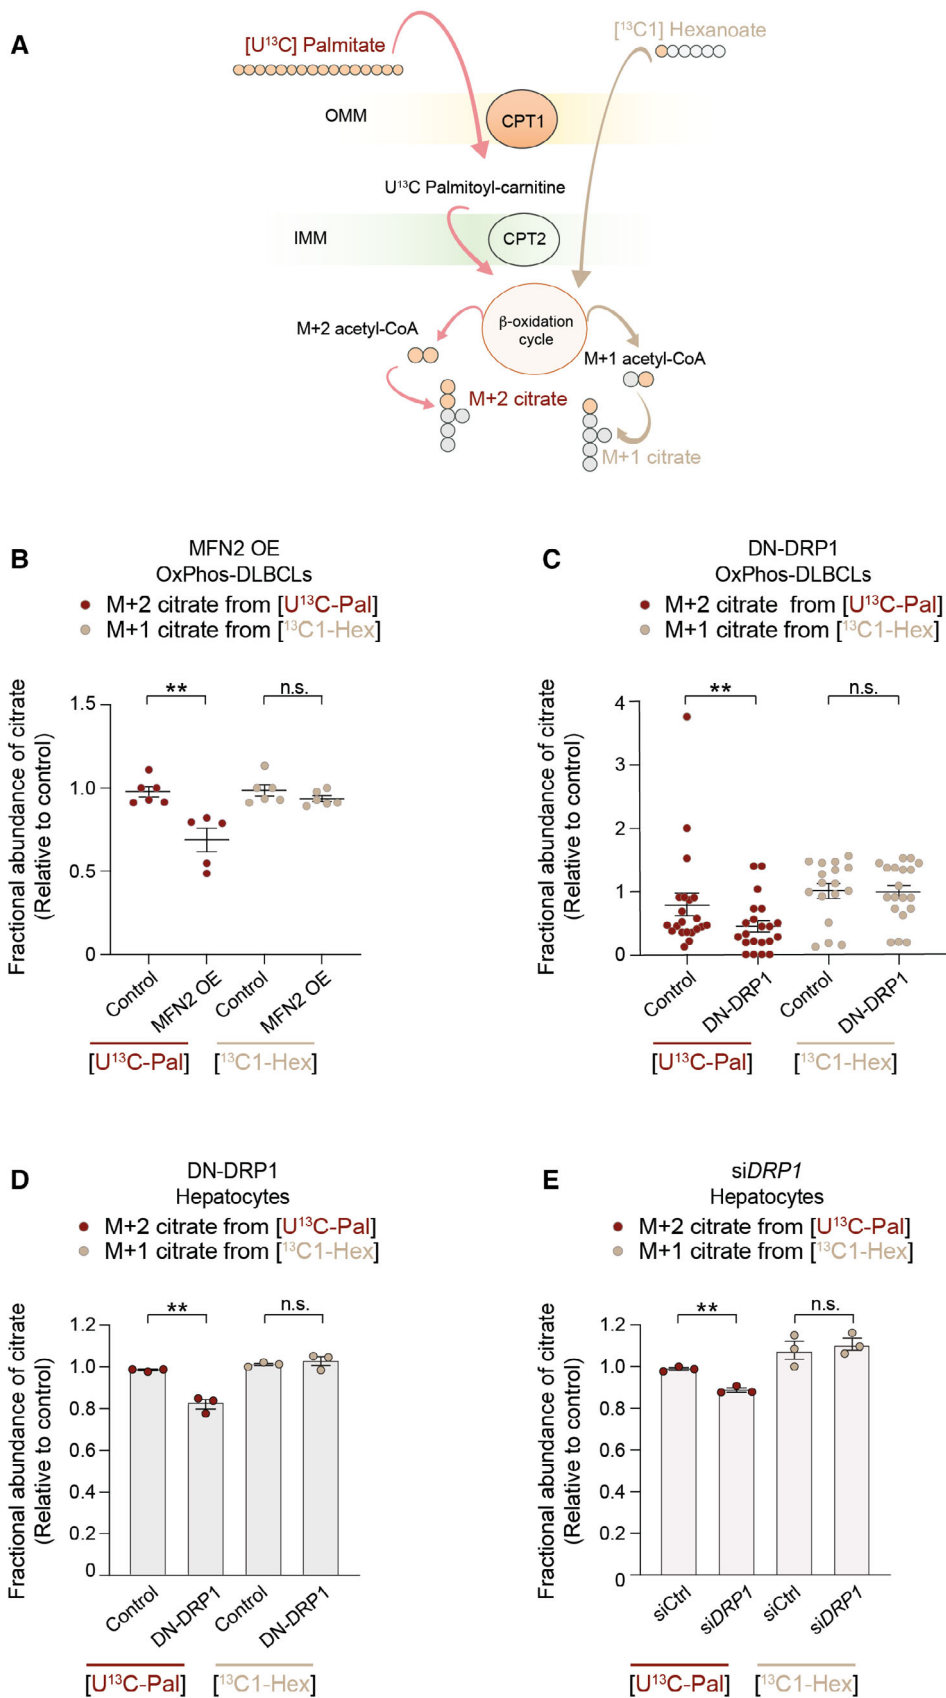 A
[U¹³C] Palmitate
[¹³C1] Hexanoate
OMM
CPT1
U¹³C Palmitoyl-carnitine
IMM
CPT2
β-oxidation
cycle
M+2 acetyl-CoA
M+1 acetyl-CoA
M+2 citrate
M+1 citrate
B
MFN2 OE
OxPhos-DLBCLs
M+2 citrate from [U¹³C-Pal]
M+1 citrate from [¹³C1-Hex]
Fractional abundance of citrate
(Relative to control)
1.5
1.0
0.5
0
**
n.s.
Control
MFN2 OE
Control
MFN2 OE
[U¹³C-Pal]
[¹³C1-Hex]
C
DN-DRP1
OxPhos-DLBCLs
M+2 citrate from [U¹³C-Pal]
M+1 citrate from [¹³C1-Hex]
Fractional abundance of citrate
(Relative to control)
4
3
2
1
0
**
n.s.
Control
DN-DRP1
Control
DN-DRP1
[U¹³C-Pal]
[¹³C1-Hex]
D
DN-DRP1
Hepatocytes
M+2 citrate from [U¹³C-Pal]
M+1 citrate from [¹³C1-Hex]
Fractional abundance of citrate
(Relative to control)
1.2
1.0
0.8
0.6
0.4
0.2
0
**
n.s.
Control
DN-DRP1
Control
DN-DRP1
[U¹³C-Pal]
[¹³C1-Hex]
E
siDRP1
Hepatocytes
M+2 citrate from [U¹³C-Pal]
M+1 citrate from [¹³C1-Hex]
Fractional abundance of citrate
(Relative to control)
1.2
1.0
0.8
0.6
0.4
0.2
0
**
n.s.
siCtrl
siDRP1
siCtrl
siDRP1
[U¹³C-Pal]
[¹³C1-Hex]